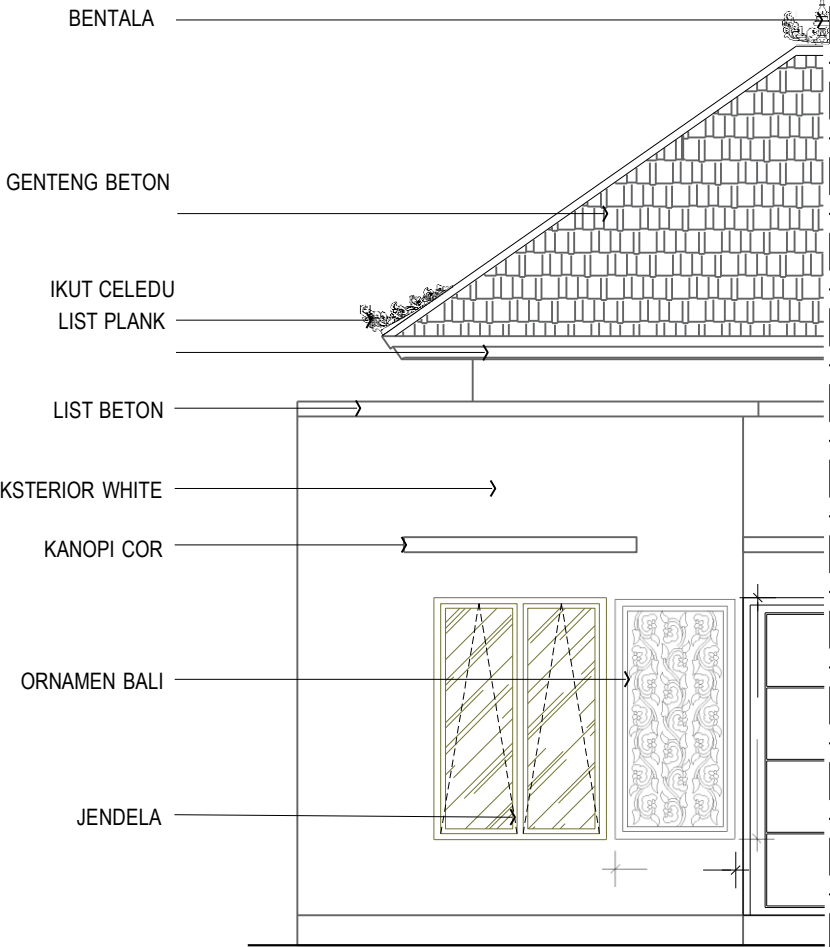 BENTALA
GENTENG BETON
IKUT CELEDU
LIST PLANK
LIST BETON
KSTERIOR WHITE
KANOPI COR
ORNAMEN BALI
JENDELA